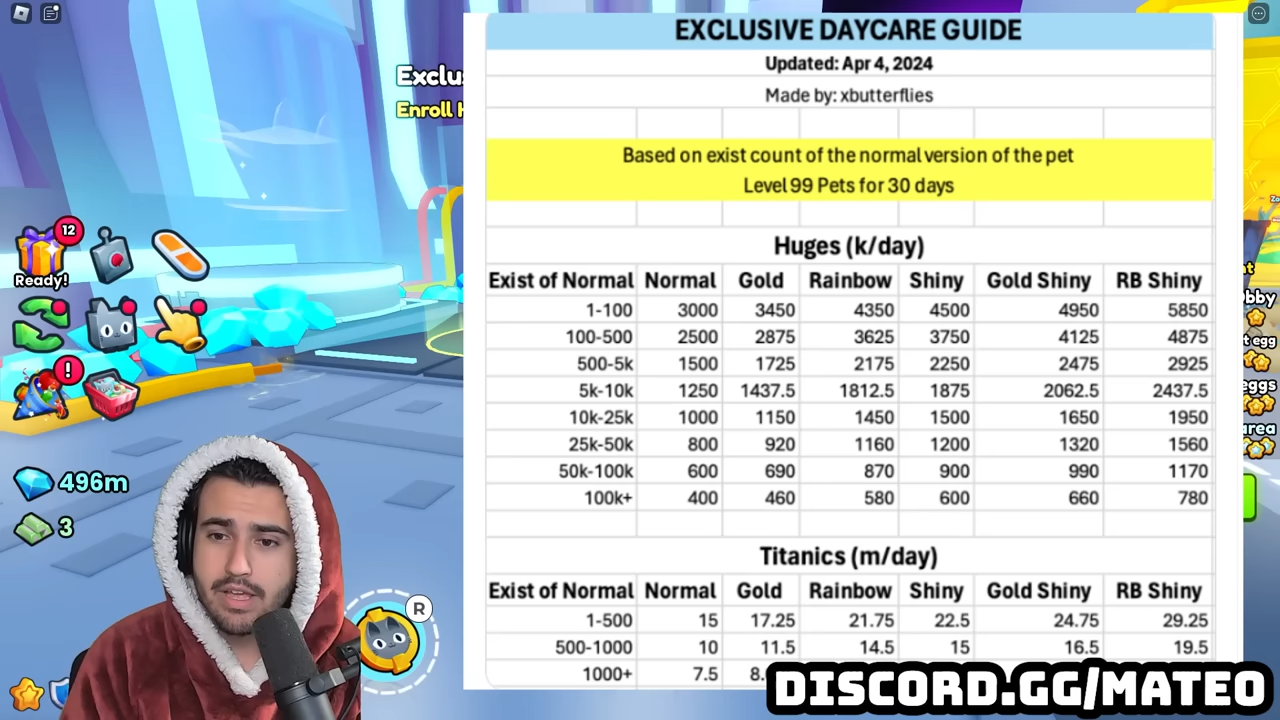 12
Ready!
!
496m
3
R
Exclu
Enroll H
EXCLUSIVE DAYCARE GUIDE
Updated: Apr 4, 2024
Made by: xbutterflies
Based on exist count of the normal version of the pet
Level 99 Pets for 30 days
Huges (k/day)
Exist of Normal Normal Gold Rainbow Shiny Gold Shiny RB Shiny
1-100 3000 3450 4350 4500 4950 5850
100-500 2500 2875 3625 3750 4125 4875
500-5k 1500 1725 2175 2250 2475 2925
5k-10k 1250 1437.5 1812.5 1875 2062.5 2437.5
10k-25k 1000 1150 1450 1500 1650 1950
25k-50k 800 920 1160 1200 1320 1560
50k-100k 600 690 870 900 990 1170
100k+ 400 460 580 600 660 780
Titanics (m/day)
Exist of Normal Normal Gold Rainbow Shiny Gold Shiny RB Shiny
1-500 15 17.25 21.75 22.5 24.75 29.25
500-1000 10 11.5 14.5 15 16.5 19.5
1000+ 7.5 8.
bby
t egg
eggs
area
DISCORD.GG/MATEO